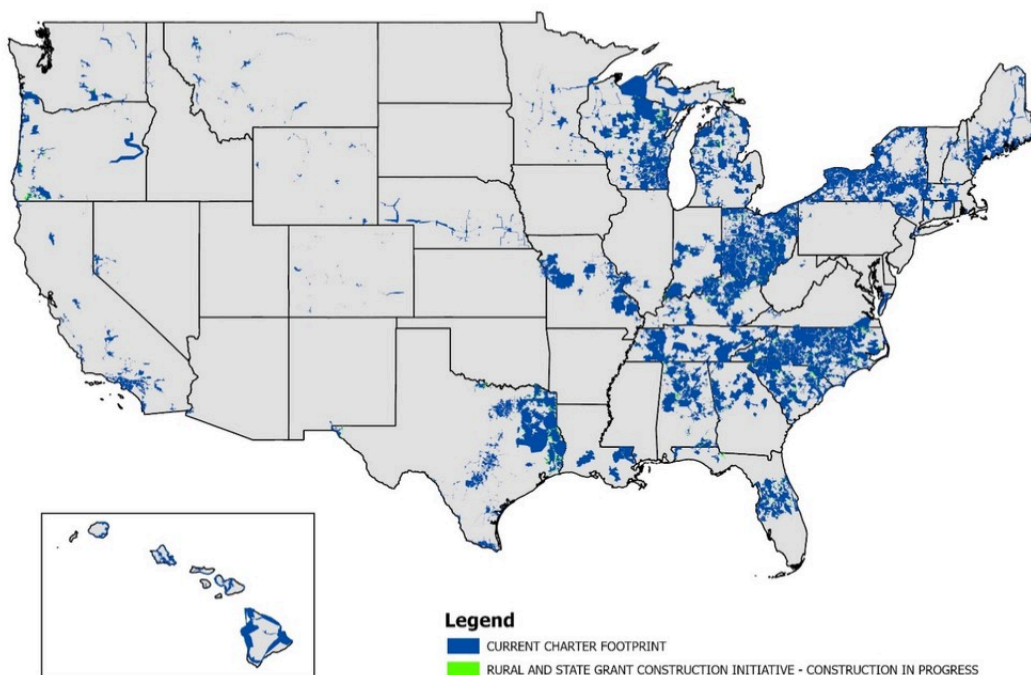 Legend
CURRENT CHARTER FOOTPRINT
RURAL AND STATE GRANT CONSTRUCTION INITIATIVE - CONSTRUCTION IN PROGRESS